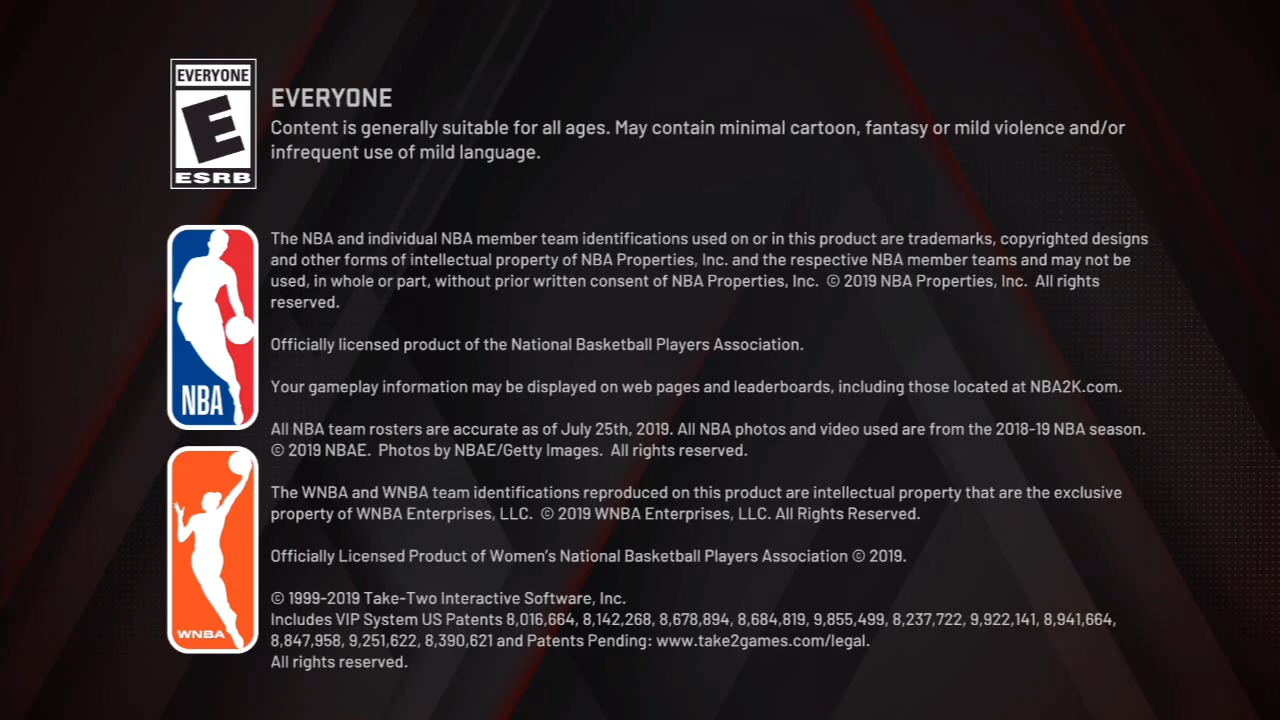 EVERYONE
E
ESRB
EVERYONE
Content is generally suitable for all ages. May contain minimal cartoon, fantasy or mild violence and/or
infrequent use of mild language.
NBA
The NBA and individual NBA member team identifications used on or in this product are trademarks, copyrighted designs
and other forms of intellectual property of NBA Properties, Inc. and the respective NBA member teams and may not be
used, in whole or part, without prior written consent of NBA Properties, Inc. © 2019 NBA Properties, Inc. All rights
reserved.
Officially licensed product of the National Basketball Players Association.
Your gameplay information may be displayed on web pages and leaderboards, including those located at NBA2K.com.
All NBA team rosters are accurate as of July 25th, 2019. All NBA photos and video used are from the 2018-19 NBA season.
© 2019 NBAE. Photos by NBAE/Getty Images. All rights reserved.
WNBA
The WNBA and WNBA team identifications reproduced on this product are intellectual property that are the exclusive
property of WNBA Enterprises, LLC. © 2019 WNBA Enterprises, LLC. All Rights Reserved.
Officially Licensed Product of Women's National Basketball Players Association © 2019.
© 1999-2019 Take-Two Interactive Software, Inc.
Includes VIP System US Patents 8,016,664, 8,142,268, 8,678,894, 8,684,819, 9,855,499, 8,237,722, 9,922,141, 8,941,664,
8,847,958, 9,251,622, 8,390,621 and Patents Pending: www.take2games.com/legal.
All rights reserved.